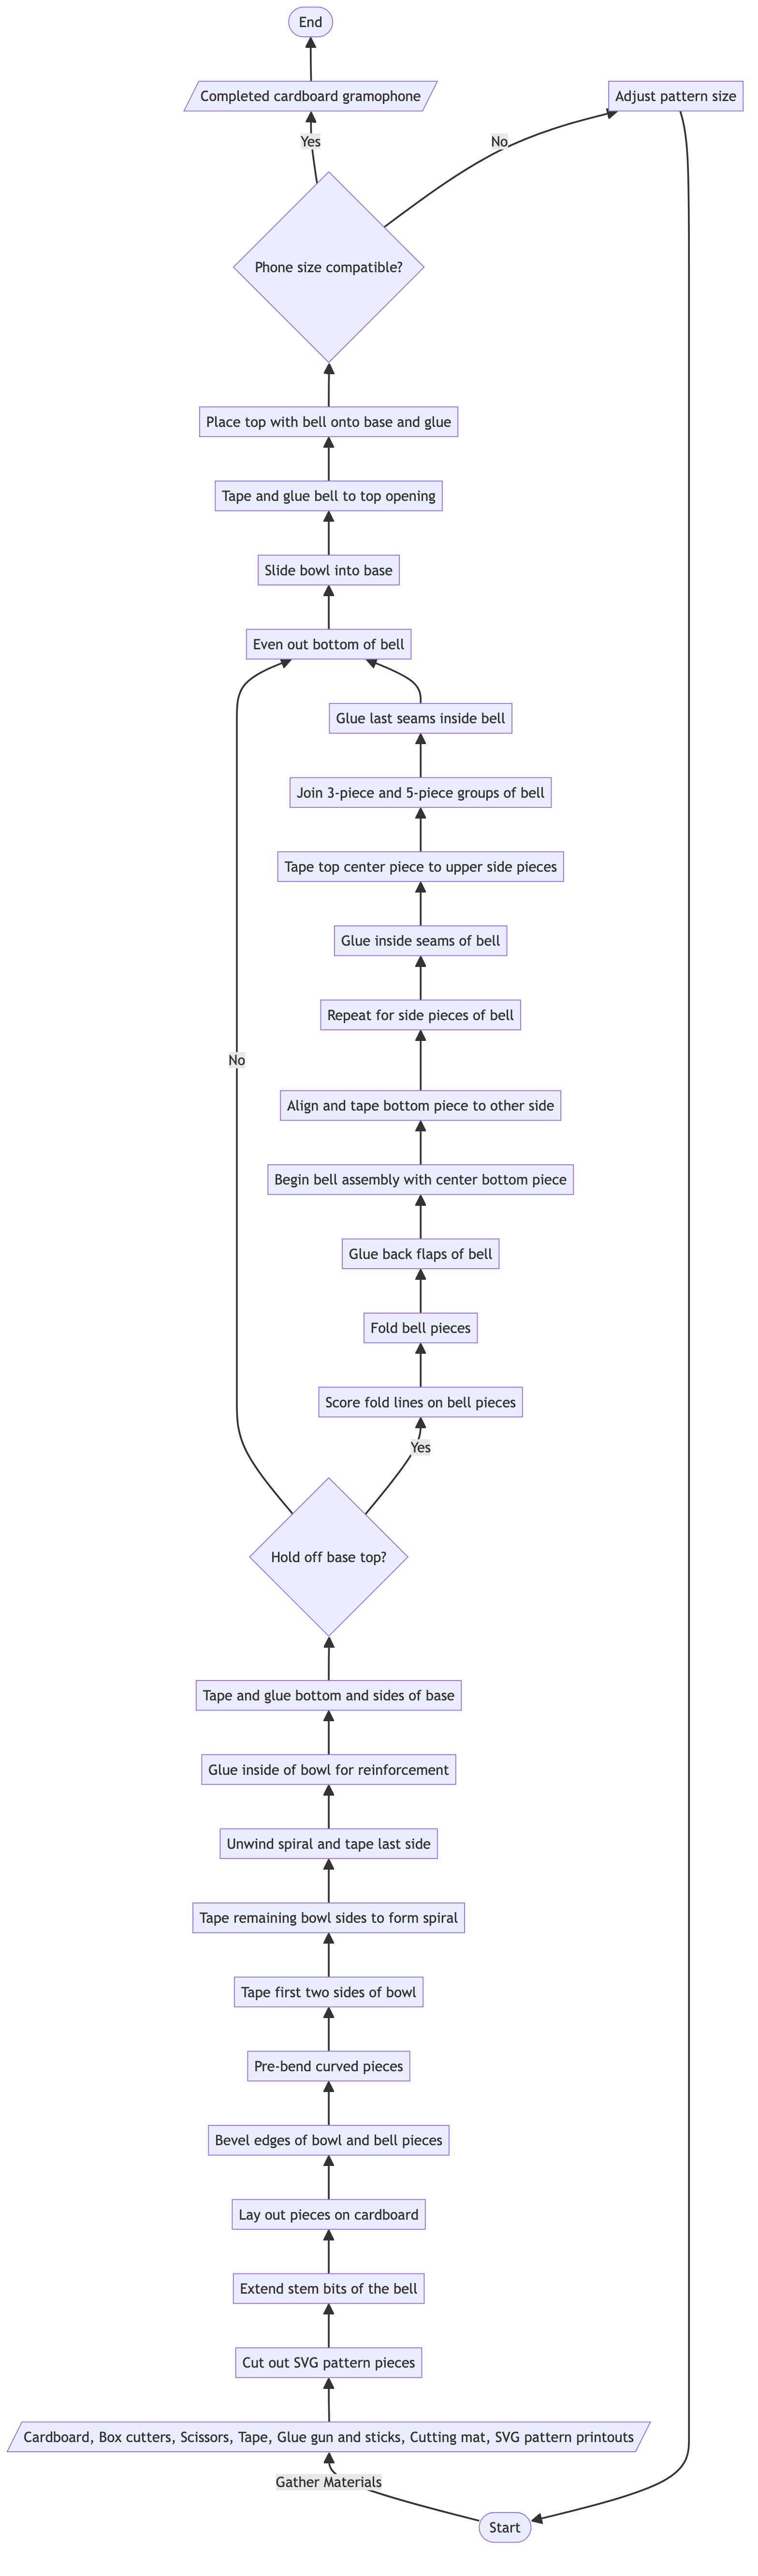 End
Completed cardboard gramophone
Adjust pattern size
Yes
No
Phone size compatible?
Place top with bell onto base and glue
Tape and glue bell to top opening
Slide bowl into base
Even out bottom of bell
Glue last seams inside bell
Join 3-piece and 5-piece groups of bell
Tape top center piece to upper side pieces
Glue inside seams of bell
Repeat for side pieces of bell
No
Align and tape bottom piece to other side
Begin bell assembly with center bottom piece
Glue back flaps of bell
Fold bell pieces
Score fold lines on bell pieces
Yes
Hold off base top?
Tape and glue bottom and sides of base
Glue inside of bowl for reinforcement
Unwind spiral and tape last side
Tape remaining bowl sides to form spiral
Tape first two sides of bowl
Pre-bend curved pieces
Bevel edges of bowl and bell pieces
Lay out pieces on cardboard
Extend stem bits of the bell
Cut out SVG pattern pieces
Cardboard, Box cutters, Scissors, Tape, Glue gun and sticks, Cutting mat, SVG pattern printouts
Gather Materials
Start